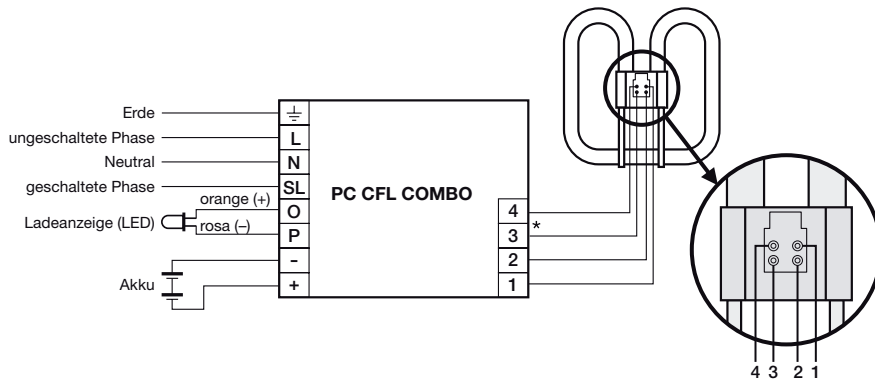 Erde
ungeschaltete Phase
Neutral
geschaltete Phase
Ladeanzeige (LED)
orange (+)
rosa (–)
Akku
L
N
SL
O
P
-
+
PC CFL COMBO
4
3
2
1
*
4 3 2 1